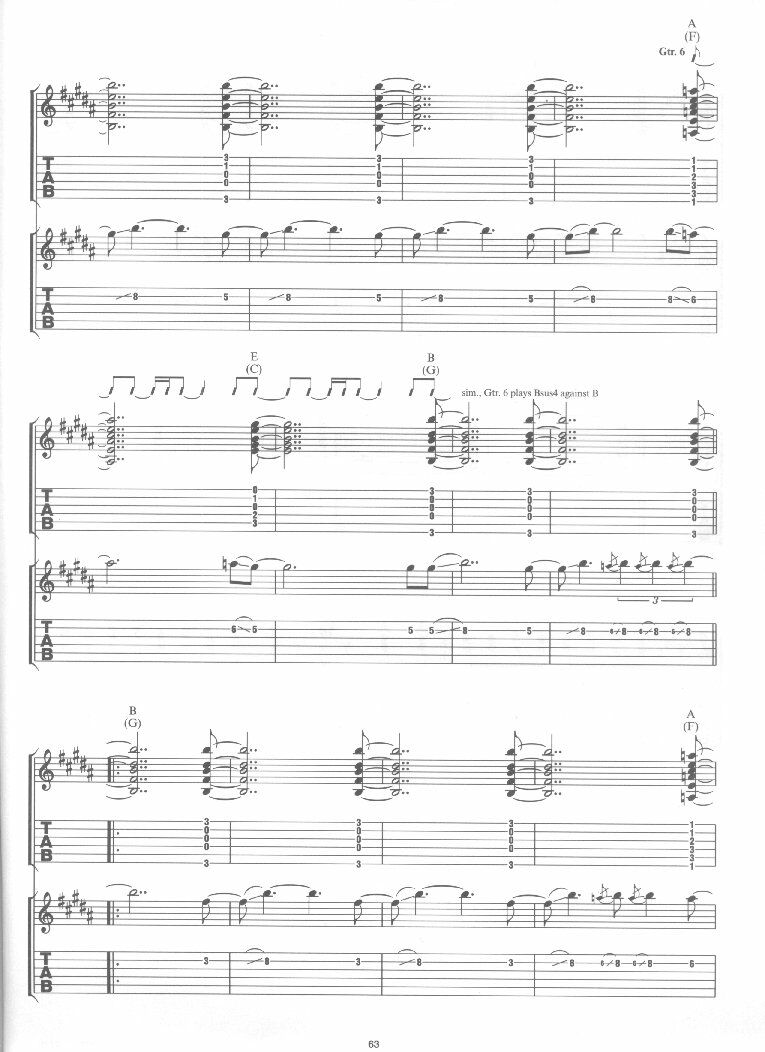 A
(F)
Gtr. 6
T 3 3 3 1
A 1 1 1 1
B 0 0 0 2
0 0 0 3
3
3 3 3 1
8 5 8 5 8 5 8 8 6
T
A
B
E B
(C) (G)
sim., Gtr. 6 plays Bsus4 against B
T 0 3 3 3
A 1 0 0 0
B 0 0 0 0
2 0 0 0
3 3 3 3
3
6 5 5 5 8 5 8 6 8 6 8 6 8
T
A
B
B A
(G) (F)
T 3 3 3 1
A 0 0 0 1
B 0 0 0 2
0 0 0 3
3
3 3 3 1
3 8 3 8 3 8 6 8 6 8 6
T
A
B
63